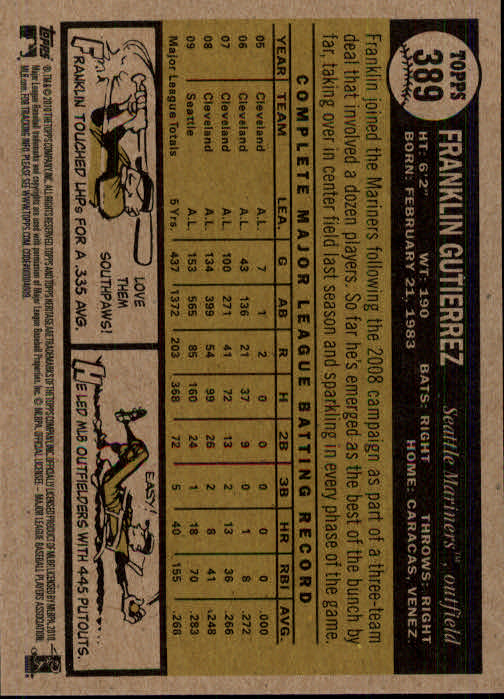 TOPPS
389
FRANKLIN GUTIERREZ
Seattle Mariners™, outfield
HT: 6'2" WT: 190 BATS: RIGHT THROWS: RIGHT
BORN: FEBRUARY 21, 1983 HOME: CARACAS, VENEZ.
Franklin joined the Mariners following the 2008 campaign as part of a three-team
deal that involved a dozen players. So far he's emerged as the best of the bunch by
far, taking over in center field last season and sparkling in every phase of the game.
COMPLETE MAJOR LEAGUE BATTING RECORD
YEAR TEAM LEA. G AB R H 2B 3B HR RBI AVG.
05 Cleveland A.L. 7 1 2 0 0 0 0 0 .000
06 Cleveland A.L. 43 136 21 37 9 0 1 8 .272
07 Cleveland A.L. 100 271 41 72 13 2 13 36 .266
08 Cleveland A.L. 134 399 54 99 26 2 8 41 .248
09 Seattle A.L. 153 565 85 160 24 1 18 70 .283
Major League Totals 5 Yrs. 437 1372 203 368 72 5 40 155 .268
LOVE
THEM
SOUTHPAWS!
FRANKLIN TOUCHED LHPs FOR A .335 AVG.
EASY!
HE LED MLB OUTFIELDERS WITH 445 PUTOUTS.